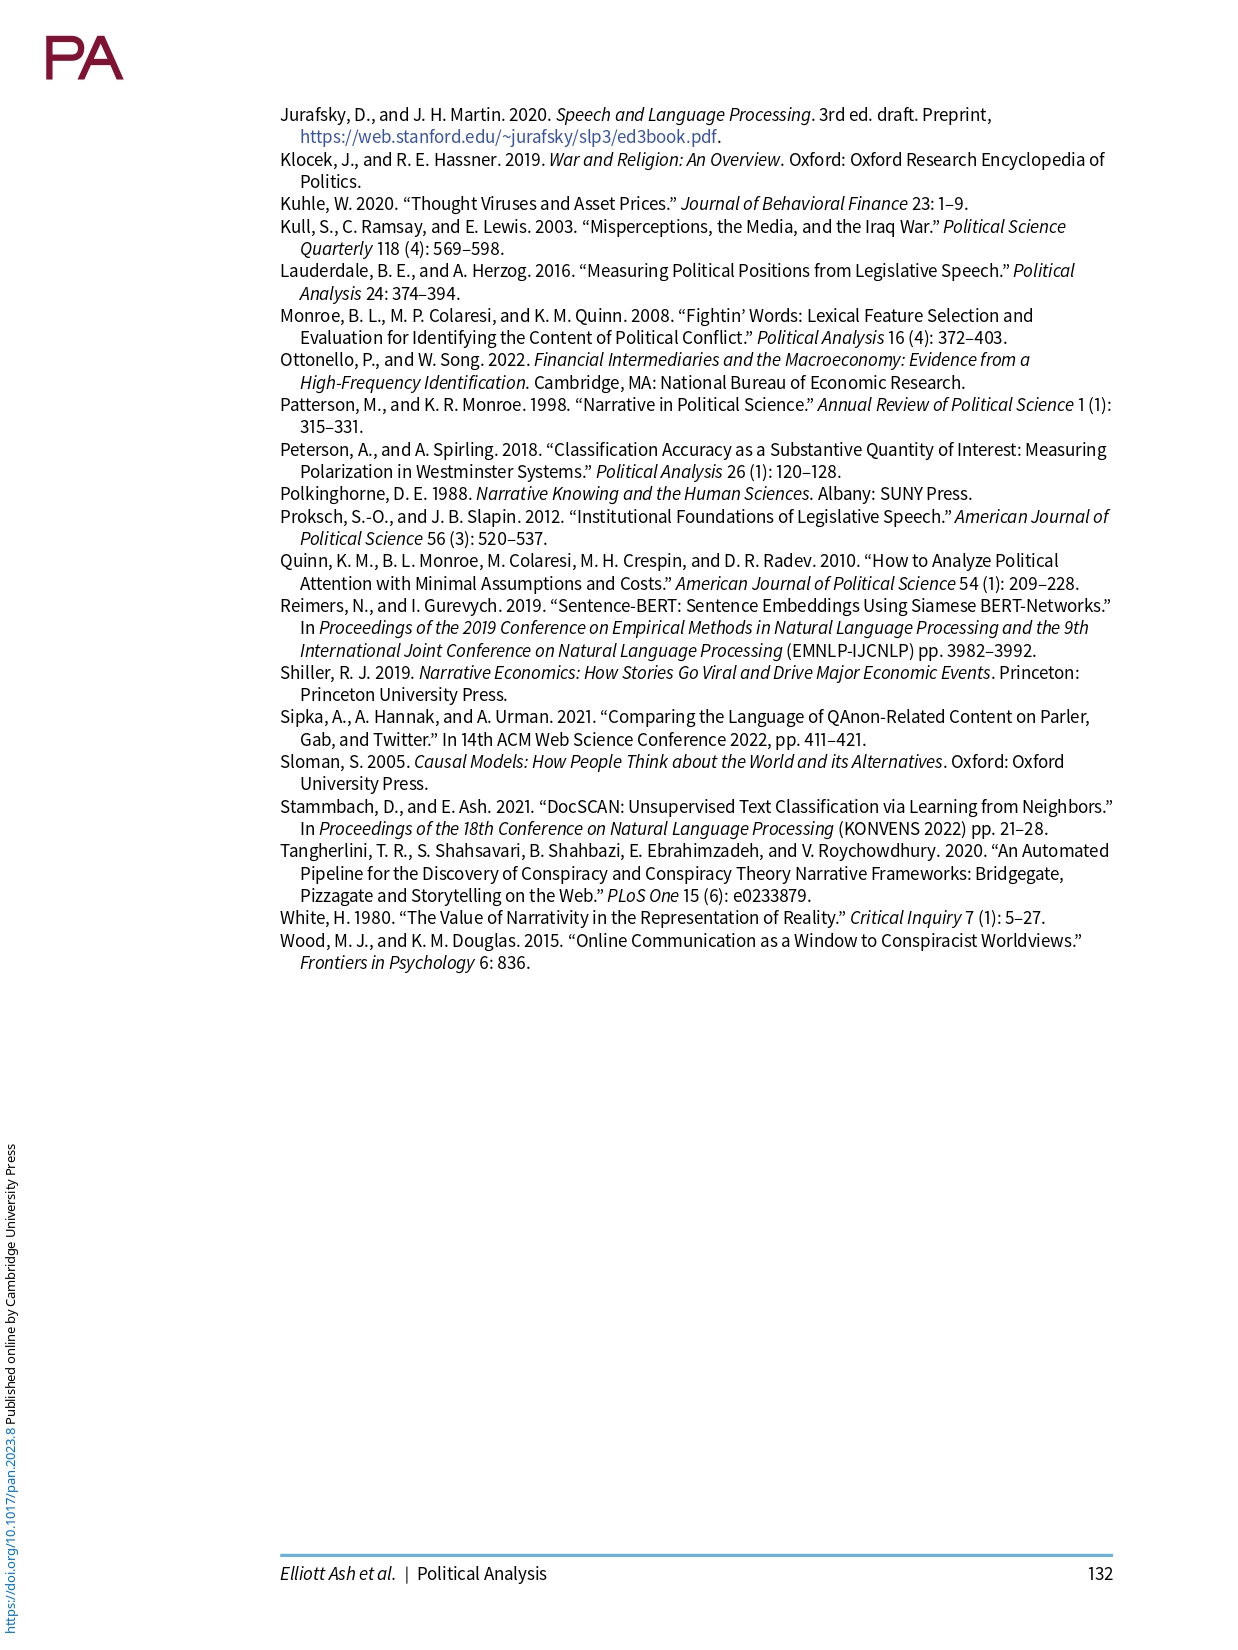 PA
Jurafsky, D., and J. H. Martin. 2020. Speech and Language Processing. 3rd ed. draft. Preprint,
https://web.stanford.edu/~jurafsky/slp3/ed3book.pdf.
Klocek, J., and R. E. Hassner. 2019. War and Religion: An Overview. Oxford: Oxford Research Encyclopedia of
Politics.
Kuhle, W. 2020. “Thought Viruses and Asset Prices.” Journal of Behavioral Finance 23: 1–9.
Kull, S., C. Ramsay, and E. Lewis. 2003. “Misperceptions, the Media, and the Iraq War.” Political Science
Quarterly 118 (4): 569–598.
Lauderdale, B. E., and A. Herzog. 2016. “Measuring Political Positions from Legislative Speech.” Political
Analysis 24: 374–394.
Monroe, B. L., M. P. Colaresi, and K. M. Quinn. 2008. “Fightin’ Words: Lexical Feature Selection and
Evaluation for Identifying the Content of Political Conflict.” Political Analysis 16 (4): 372–403.
Ottonello, P., and W. Song. 2022. Financial Intermediaries and the Macroeconomy: Evidence from a
High-Frequency Identification. Cambridge, MA: National Bureau of Economic Research.
Patterson, M., and K. R. Monroe. 1998. “Narrative in Political Science.” Annual Review of Political Science 1 (1):
315–331.
Peterson, A., and A. Spirling. 2018. “Classification Accuracy as a Substantive Quantity of Interest: Measuring
Polarization in Westminster Systems.” Political Analysis 26 (1): 120–128.
Polkinghorne, D. E. 1988. Narrative Knowing and the Human Sciences. Albany: SUNY Press.
Proksch, S.-O., and J. B. Slapin. 2012. “Institutional Foundations of Legislative Speech.” American Journal of
Political Science 56 (3): 520–537.
Quinn, K. M., B. L. Monroe, M. Colaresi, M. H. Crespin, and D. R. Radev. 2010. “How to Analyze Political
Attention with Minimal Assumptions and Costs.” American Journal of Political Science 54 (1): 209–228.
Reimers, N., and I. Gurevych. 2019. “Sentence-BERT: Sentence Embeddings Using Siamese BERT-Networks.”
In Proceedings of the 2019 Conference on Empirical Methods in Natural Language Processing and the 9th
International Joint Conference on Natural Language Processing (EMNLP-IJCNLP) pp. 3982–3992.
Shiller, R. J. 2019. Narrative Economics: How Stories Go Viral and Drive Major Economic Events. Princeton:
Princeton University Press.
Sipka, A., A. Hannak, and A. Urman. 2021. “Comparing the Language of QAnon-Related Content on Parler,
Gab, and Twitter.” In 14th ACM Web Science Conference 2022, pp. 411–421.
Sloman, S. 2005. Causal Models: How People Think about the World and its Alternatives. Oxford: Oxford
University Press.
Stammbach, D., and E. Ash. 2021. “DocSCAN: Unsupervised Text Classification via Learning from Neighbors.”
In Proceedings of the 18th Conference on Natural Language Processing (KONVENS 2022) pp. 21–28.
Tangherlini, T. R., S. Shahsavari, B. Shahbazi, E. Ebrahimzadeh, and V. Roychowdhury. 2020. “An Automated
Pipeline for the Discovery of Conspiracy and Conspiracy Theory Narrative Frameworks: Bridgegate,
Pizzagate and Storytelling on the Web.” PLoS One 15 (6): e0233879.
White, H. 1980. “The Value of Narrativity in the Representation of Reality.” Critical Inquiry 7 (1): 5–27.
Wood, M. J., and K. M. Douglas. 2015. “Online Communication as a Window to Conspiracist Worldviews.”
Frontiers in Psychology 6: 836.
https://doi.org/10.1017/pan.2023.8 Published online by Cambridge University Press
Elliott Ash et al. | Political Analysis 132